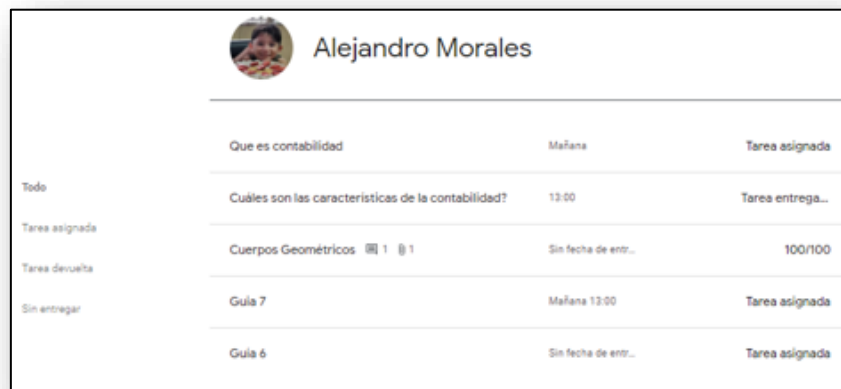 Alejandro Morales
Que es contabilidad Mañana Tarea asignada
Todo
Cuáles son las características de la contabilidad? 13:00 Tarea entrega...
Tarea asignada
Cuerpos Geométricos 1 1 Sin fecha de entr... 100/100
Tarea devuelta
Guia 7 Mañana 13:00 Tarea asignada
Sin entregar
Guia 6 Sin fecha de entr... Tarea asignada